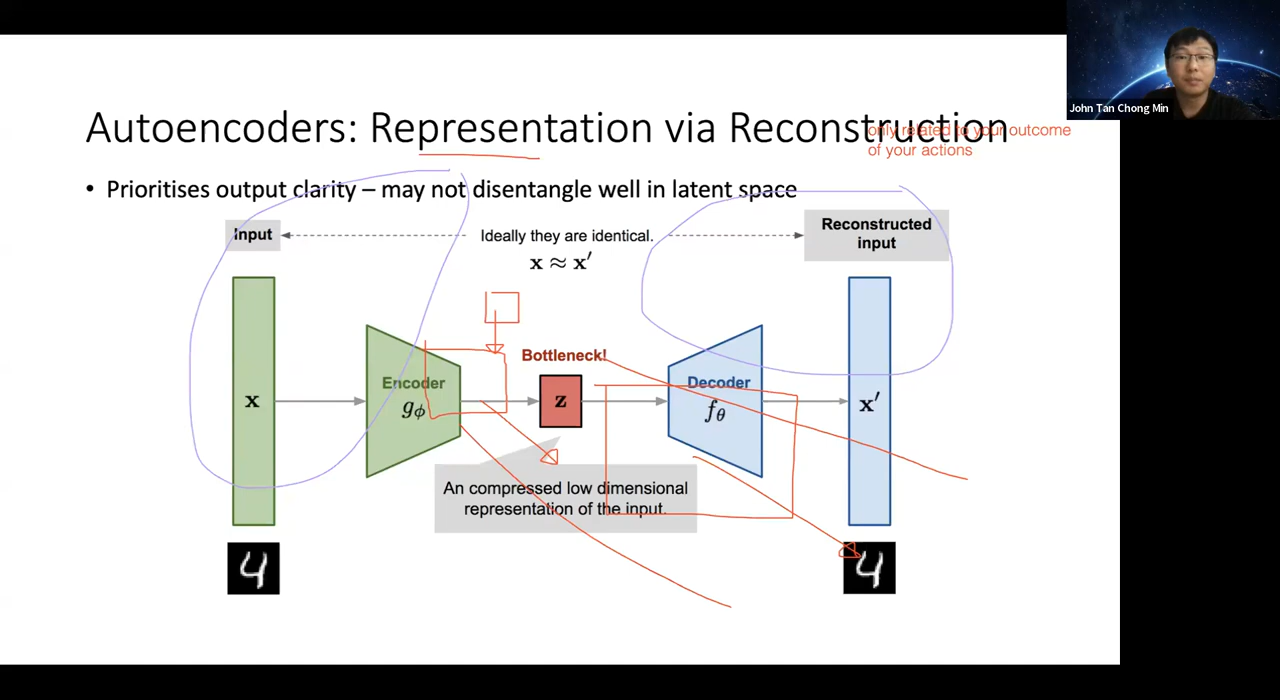 John Tan Chong Min
Autoencoders: Representation via Reconstruction
only related to your outcome
of your actions
• Prioritises output clarity – may not disentangle well in latent space
Input
Ideally they are identical.
x ≈ x′
Reconstructed
input
Bottleneck!
x
Encoder
gϕ
z
Decoder
fθ
x′
An compressed low dimensional
representation of the input.
4
4